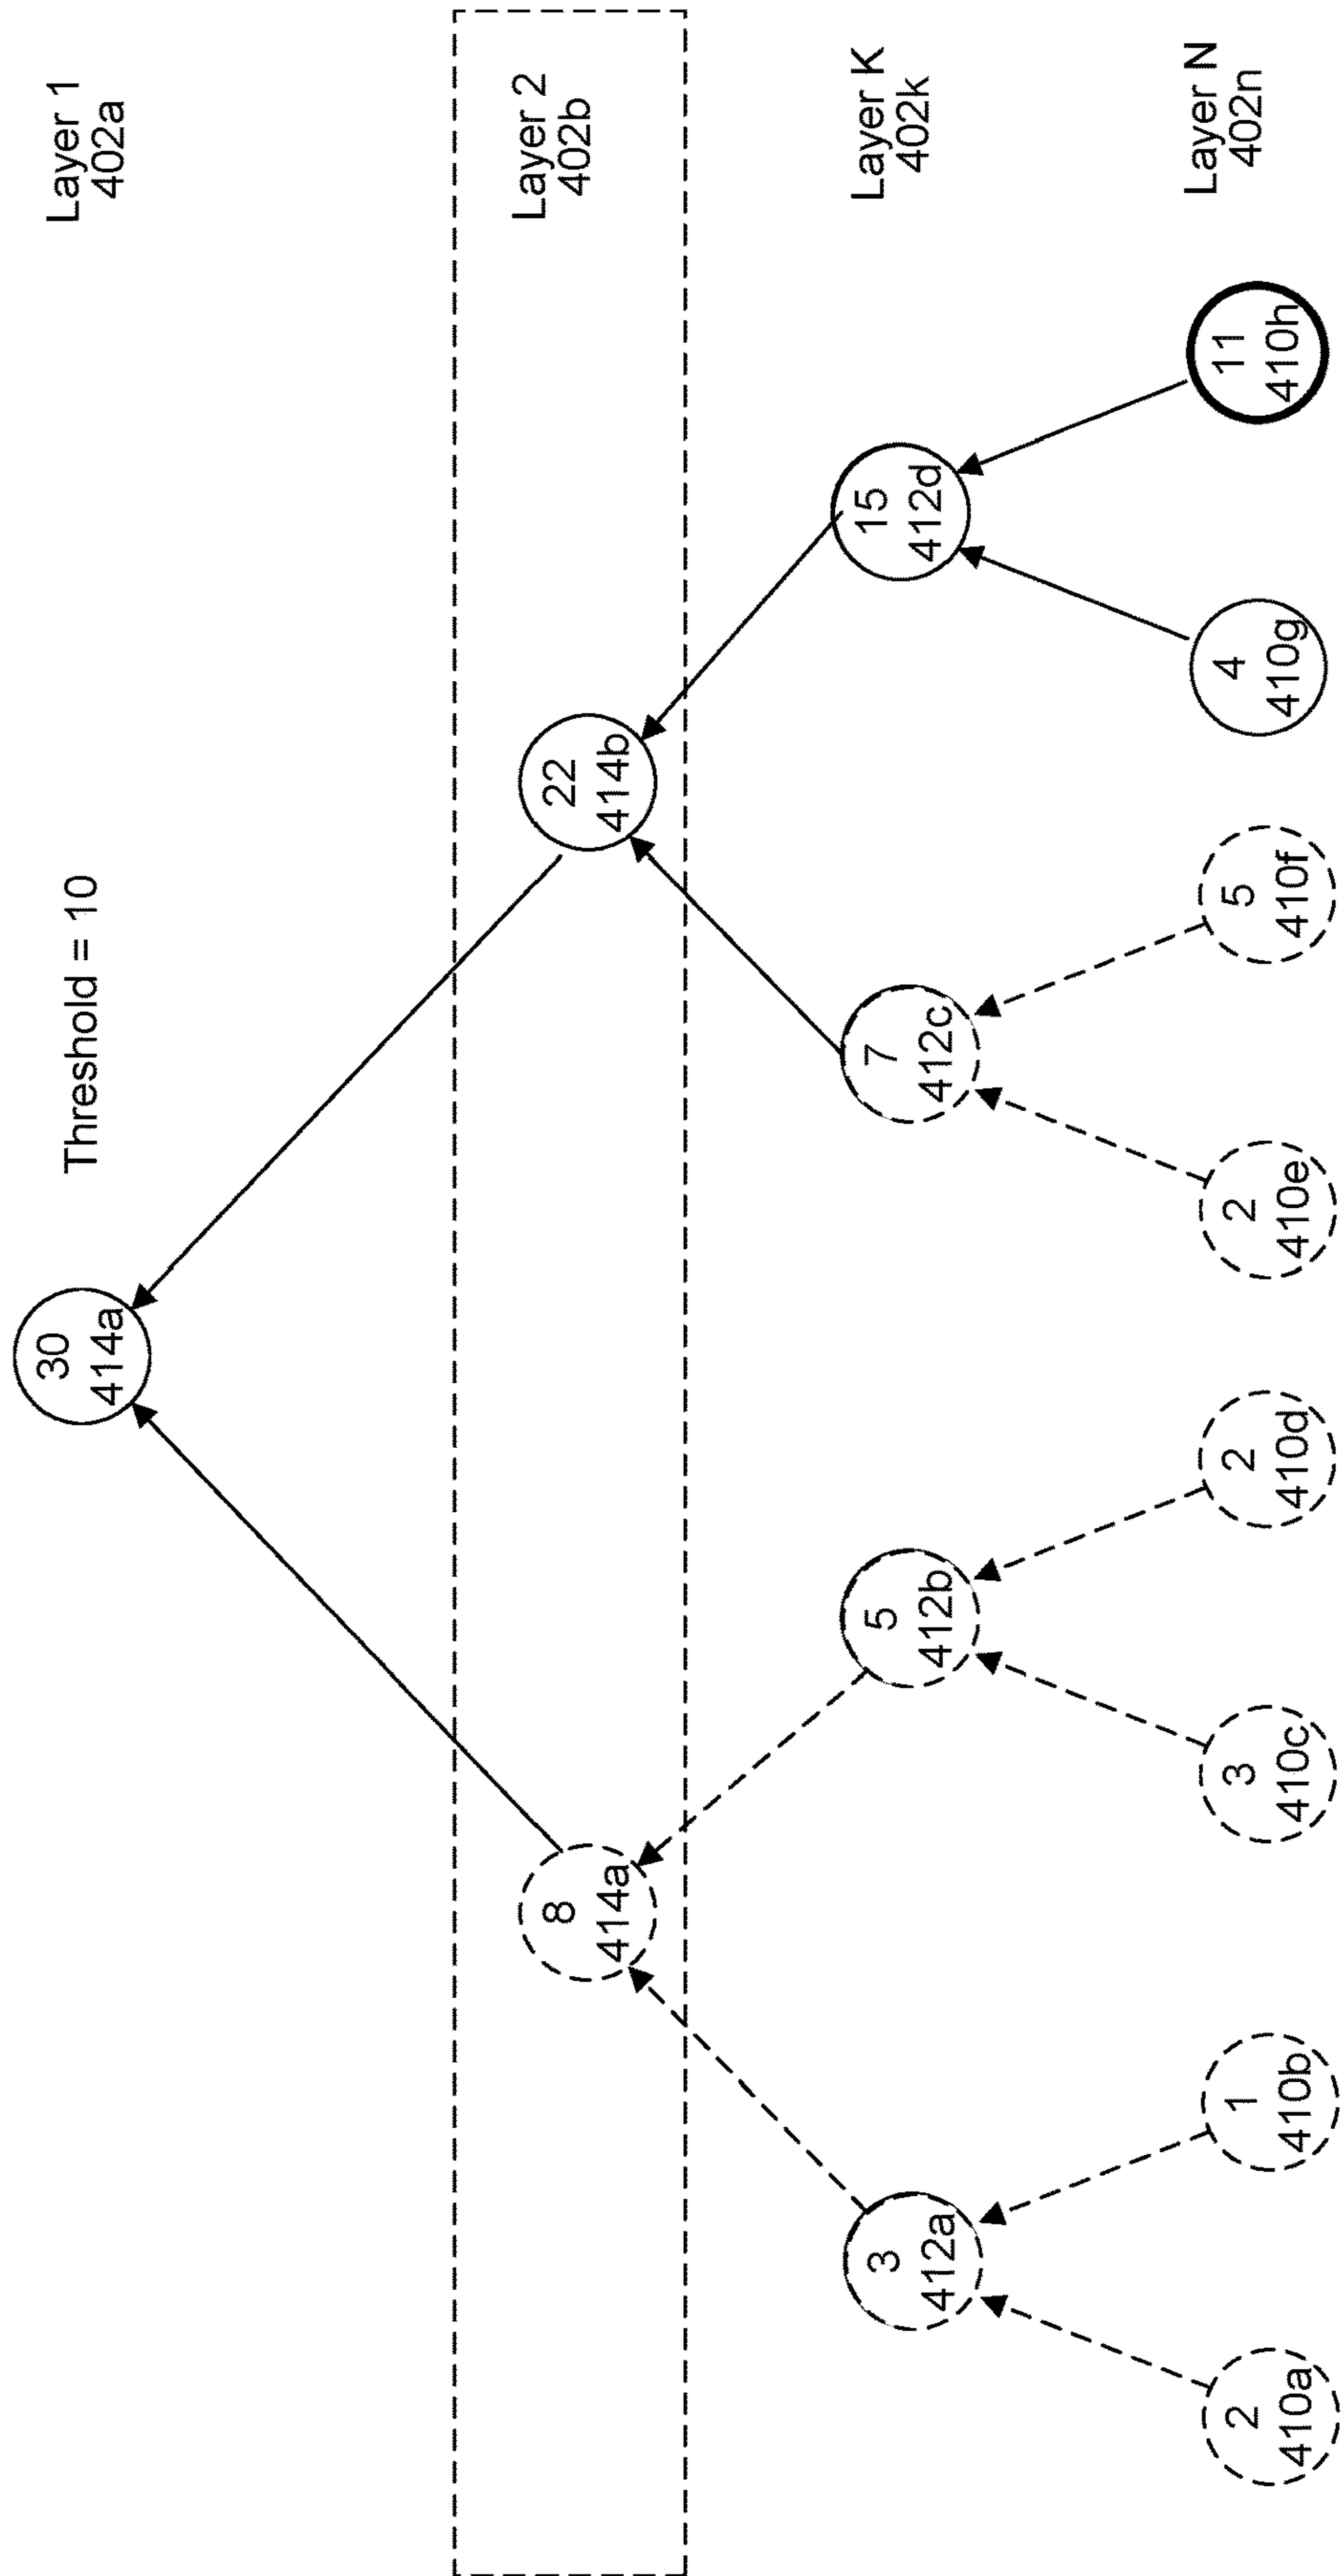 30
414a
Threshold = 10
Layer 1
402a
8
414a
22
414b
Layer 2
402b
3
412a
5
412b
7
412c
15
412d
Layer K
402k
2
410a
1
410b
3
410c
2
410d
2
410e
5
410f
4
410g
11
410h
Layer N
402n